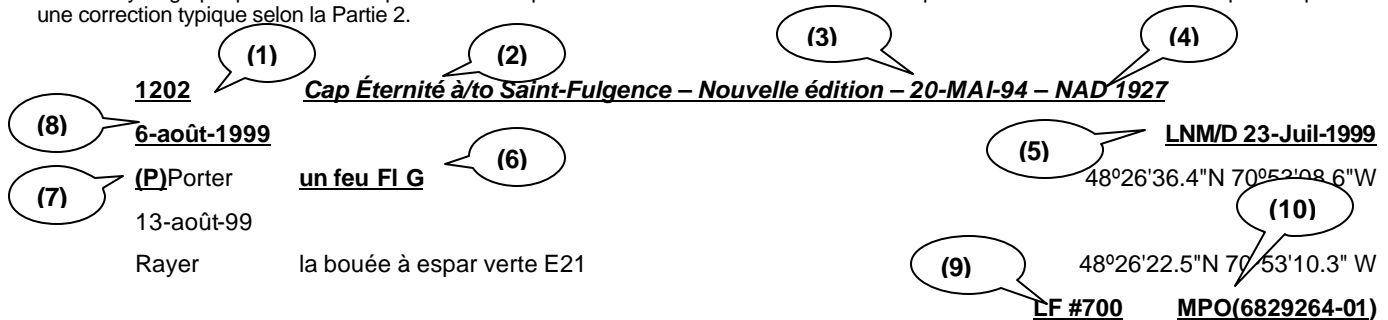 une correction typique selon la Partie 2.
(1) (2) (3) (4)
1202 Cap Éternité à/to Saint-Fulgence – Nouvelle édition – 20-MAI-94 – NAD 1927
(8) 6-août-1999 (5) LNM/D 23-Juil-1999
(7) (P)Porter un feu Fl G (6) 48º26'36.4"N 70º53'08.6"W
13-août-99 (10)
Rayer la bouée à espar verte E21 (9) 48º26'22.5"N 70º53'10.3" W
LF #700 MPO(6829264-01)